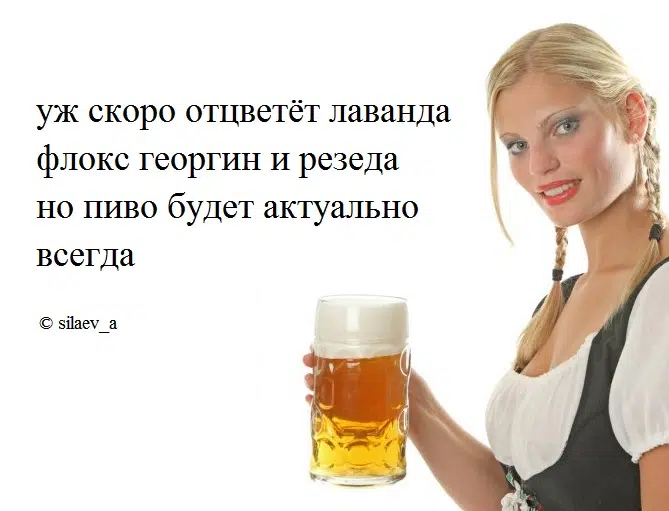 уж скоро отцветёт лаванда
флокс георгин и резеда
но пиво будет актуально
всегда
© silaev_a